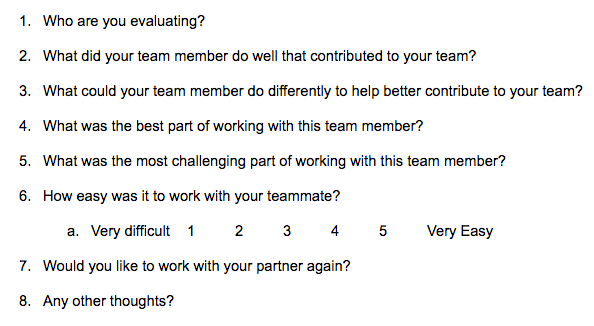 1. Who are you evaluating?
2. What did your team member do well that contributed to your team?
3. What could your team member do differently to help better contribute to your team?
4. What was the best part of working with this team member?
5. What was the most challenging part of working with this team member?
6. How easy was it to work with your teammate?
a. Very difficult 1 2 3 4 5 Very Easy
7. Would you like to work with your partner again?
8. Any other thoughts?